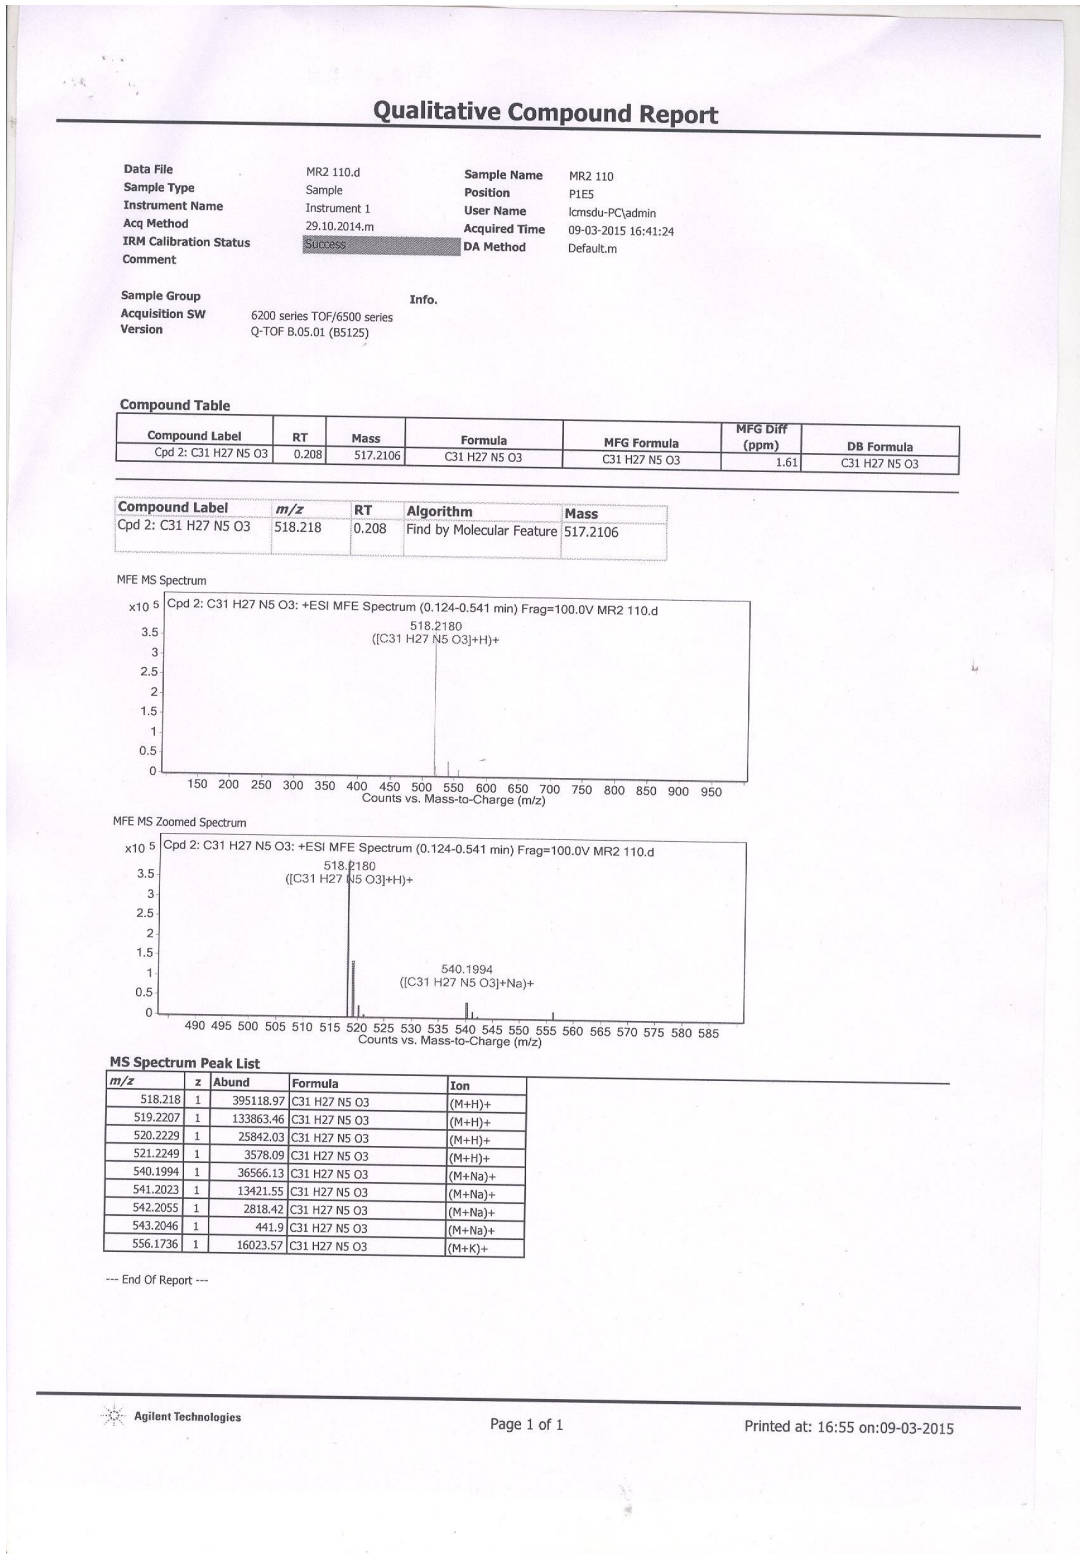 Qualitative Compound Report
Data File MR2 110.d Sample Name MR2 110
Sample Type Sample Position P1E5
Instrument Name Instrument 1 User Name lcmsdu-PC\admin
Acq Method 29.10.2014.m Acquired Time 09-03-2015 16:41:24
IRM Calibration Status Success DA Method Default.m
Comment
Sample Group Info.
Acquisition SW 6200 series TOF/6500 series
Version Q-TOF B.05.01 (B5125)
Compound Table
Compound Label RT Mass Formula MFG Formula MFG Diff (ppm) DB Formula
Cpd 2: C31 H27 N5 O3 0.208 517.2106 C31 H27 N5 O3 C31 H27 N5 O3 1.61 C31 H27 N5 O3
Compound Label m/z RT Algorithm Mass
Cpd 2: C31 H27 N5 O3 518.218 0.208 Find by Molecular Feature 517.2106
MFE MS Spectrum
x10 5 Cpd 2: C31 H27 N5 O3: +ESI MFE Spectrum (0.124-0.541 min) Frag=100.0V MR2 110.d
518.2180
([C31 H27 N5 O3]+H)+
3.5
3
2.5
2
1.5
1
0.5
0
150 200 250 300 350 400 450 500 550 600 650 700 750 800 850 900 950
Counts vs. Mass-to-Charge (m/z)
MFE MS Zoomed Spectrum
x10 5 Cpd 2: C31 H27 N5 O3: +ESI MFE Spectrum (0.124-0.541 min) Frag=100.0V MR2 110.d
518.2180
([C31 H27 N5 O3]+H)+
3.5
3
2.5
2
1.5
540.1994
([C31 H27 N5 O3]+Na)+
1
0.5
0
490 495 500 505 510 515 520 525 530 535 540 545 550 555 560 565 570 575 580 585
Counts vs. Mass-to-Charge (m/z)
MS Spectrum Peak List
m/z z Abund Formula Ion
518.218 1 395118.97 C31 H27 N5 O3 (M+H)+
519.2207 1 133863.46 C31 H27 N5 O3 (M+H)+
520.2229 1 25842.03 C31 H27 N5 O3 (M+H)+
521.2249 1 3578.09 C31 H27 N5 O3 (M+H)+
540.1994 1 36566.13 C31 H27 N5 O3 (M+Na)+
541.2023 1 13421.55 C31 H27 N5 O3 (M+Na)+
542.2055 1 2818.42 C31 H27 N5 O3 (M+Na)+
543.2046 1 441.9 C31 H27 N5 O3 (M+Na)+
556.1736 1 16023.57 C31 H27 N5 O3 (M+K)+
--- End Of Report ---
Agilent Technologies Page 1 of 1 Printed at: 16:55 on:09-03-2015